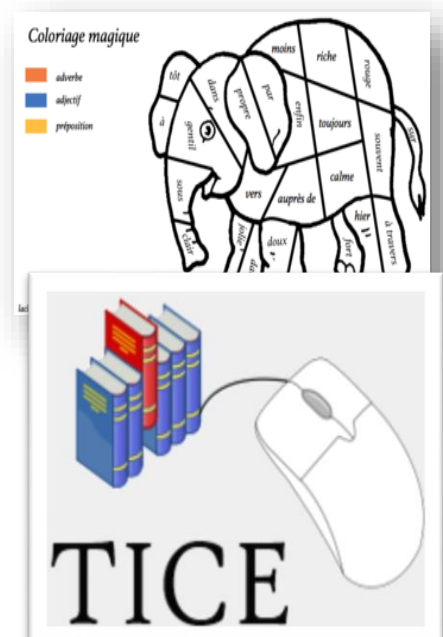 Coloriage magique
adverbe
adjectif
préposition
tôt
à
dans
gentil
propre
par
moins
riche
rouge
enfin
toujours
souvent
sur
sous
clair
vers
auprès de
calme
hier
à travers
jolie
doux
fort
TICE